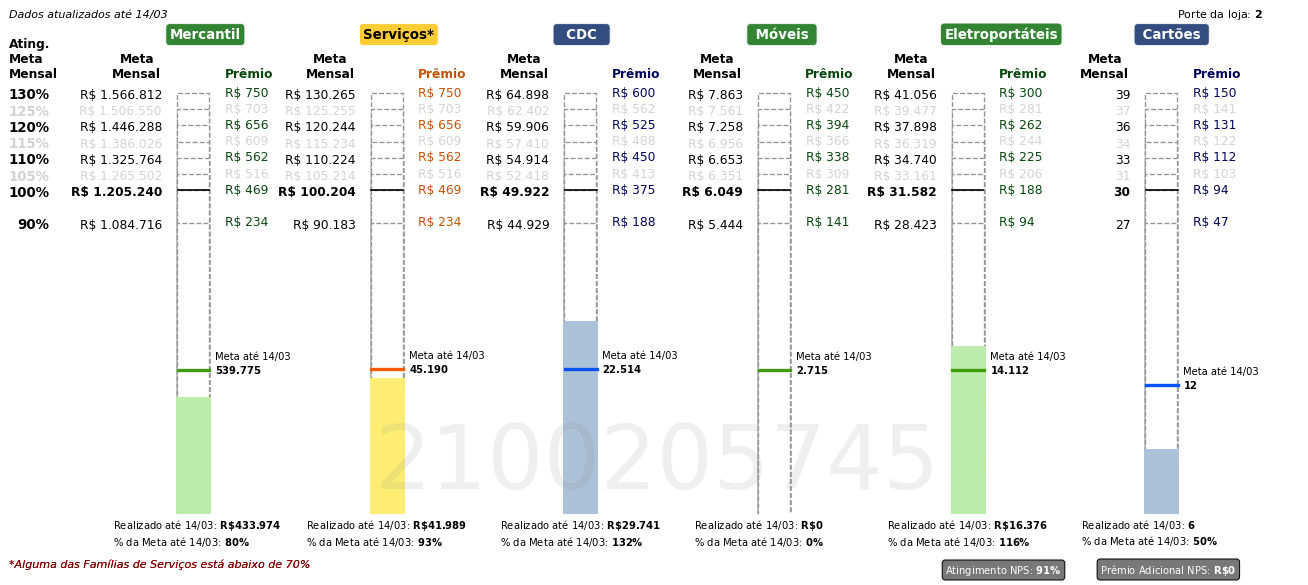 Dados atualizados até 14/03 Porte da loja: 2
Mercantil Serviços* CDC Móveis Eletroportáteis Cartões
Ating.
Meta Meta Meta Meta Meta Meta Meta
Mensal Mensal Prêmio Mensal Prêmio Mensal Prêmio Mensal Prêmio Mensal Prêmio Mensal Prêmio
130% R$ 1.566.812 R$ 750 R$ 130.265 R$ 750 R$ 64.898 R$ 600 R$ 7.863 R$ 450 R$ 41.056 R$ 300 39 R$ 150
125% R$ 1.506.550 R$ 703 R$ 125.255 R$ 703 R$ 62.402 R$ 562 R$ 7.561 R$ 422 R$ 39.477 R$ 281 37 R$ 141
120% R$ 1.446.288 R$ 656 R$ 120.244 R$ 656 R$ 59.906 R$ 525 R$ 7.258 R$ 394 R$ 37.898 R$ 262 36 R$ 131
115% R$ 1.386.026 R$ 609 R$ 115.234 R$ 609 R$ 57.410 R$ 488 R$ 6.956 R$ 366 R$ 36.319 R$ 244 34 R$ 122
110% R$ 1.325.764 R$ 562 R$ 110.224 R$ 562 R$ 54.914 R$ 450 R$ 6.653 R$ 338 R$ 34.740 R$ 225 33 R$ 112
105% R$ 1.265.502 R$ 516 R$ 105.214 R$ 516 R$ 52.418 R$ 413 R$ 6.351 R$ 309 R$ 33.161 R$ 206 31 R$ 103
100% R$ 1.205.240 R$ 469 R$ 100.204 R$ 469 R$ 49.922 R$ 375 R$ 6.049 R$ 281 R$ 31.582 R$ 188 30 R$ 94
90% R$ 1.084.716 R$ 234 R$ 90.183 R$ 234 R$ 44.929 R$ 188 R$ 5.444 R$ 141 R$ 28.423 R$ 94 27 R$ 47
Meta até 14/03 Meta até 14/03 Meta até 14/03 Meta até 14/03 Meta até 14/03
539.775 45.190 22.514 2.715 14.112
Meta até 14/03
12
2100205745
Realizado até 14/03: R$433.974 Realizado até 14/03: R$41.989 Realizado até 14/03: R$29.741 Realizado até 14/03: R$0 Realizado até 14/03: R$16.376 Realizado até 14/03: 6
% da Meta até 14/03: 80% % da Meta até 14/03: 93% % da Meta até 14/03: 132% % da Meta até 14/03: 0% % da Meta até 14/03: 116% % da Meta até 14/03: 50%
*Alguma das Famílias de Serviços está abaixo de 70% Atingimento NPS: 91% Prêmio Adicional NPS: R$0